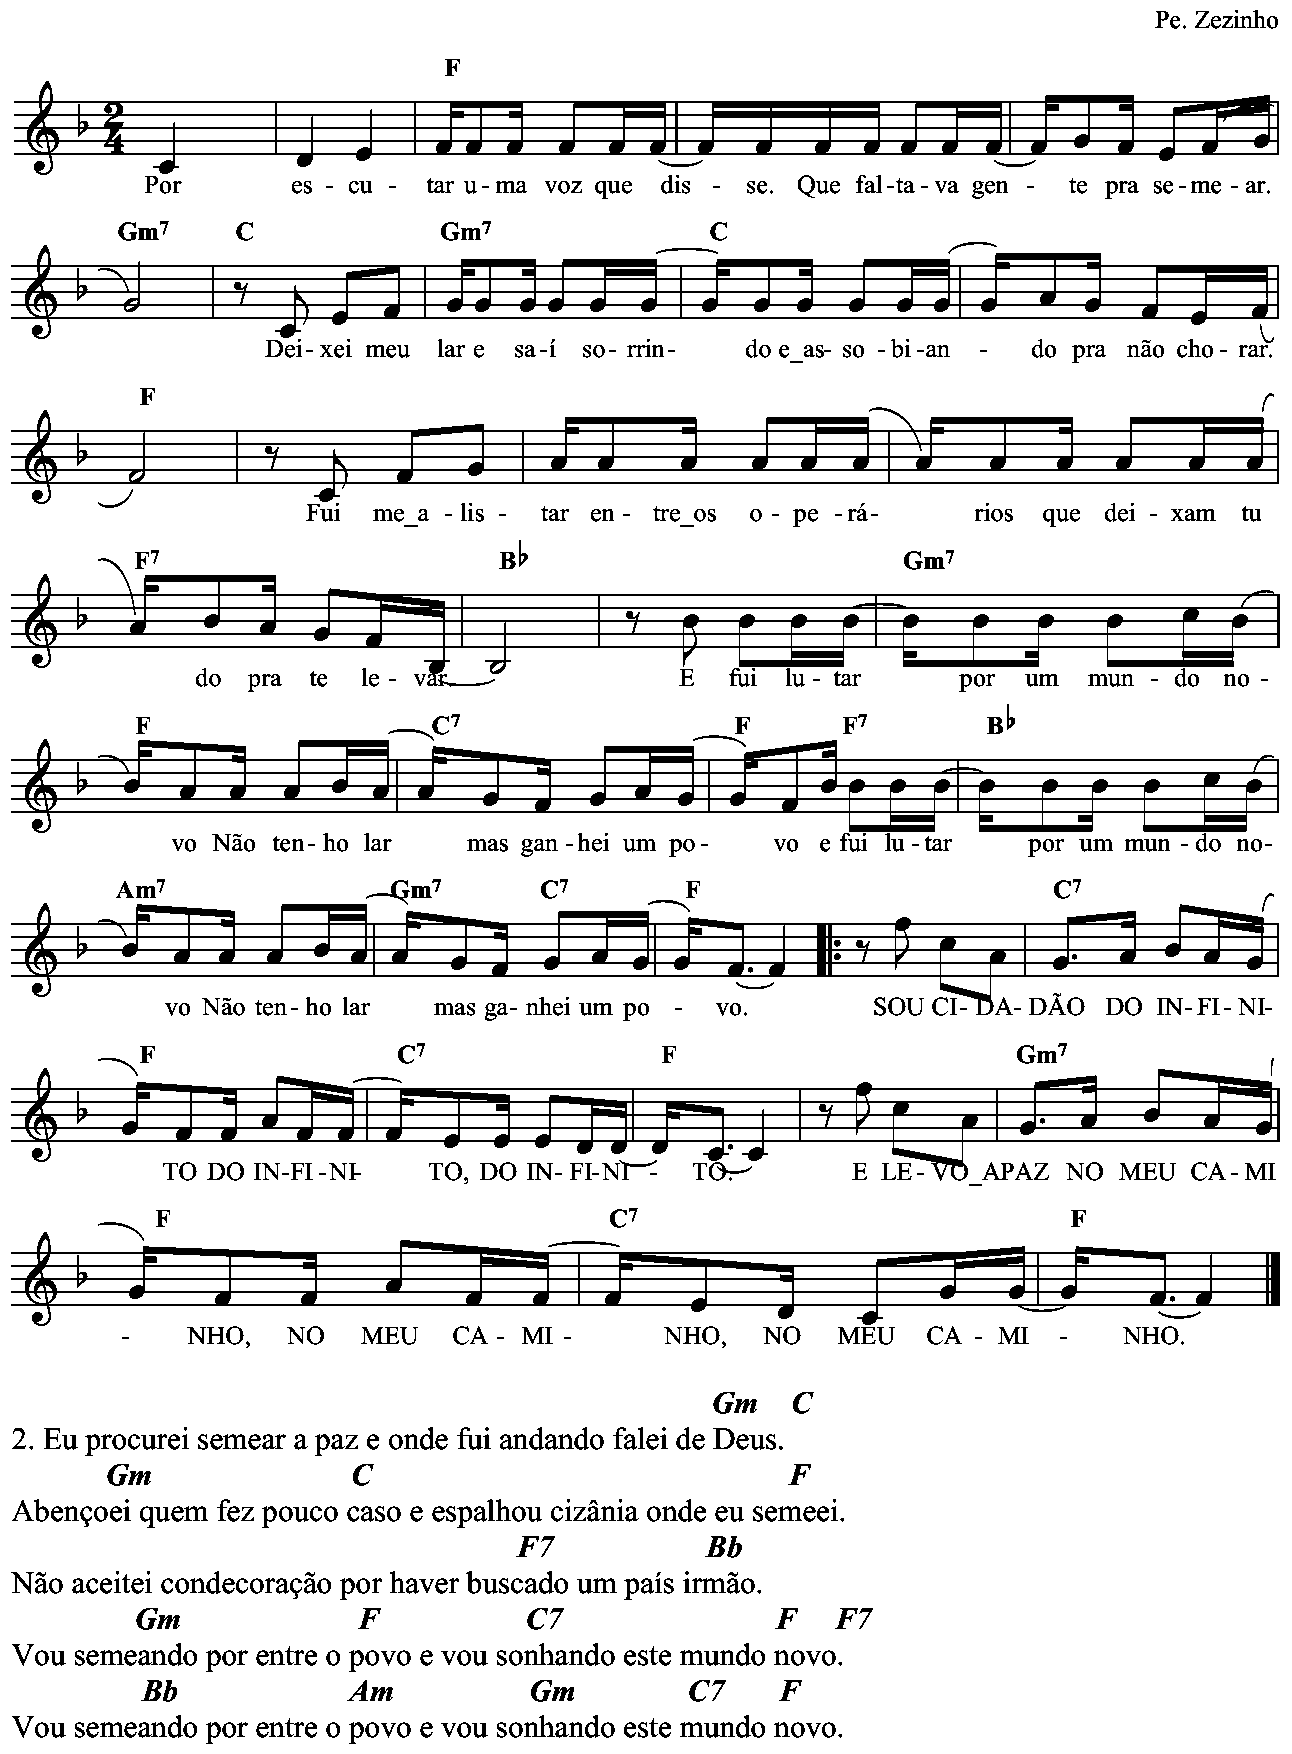 Pe. Zezinho
F
Por es - cu - tar u - ma voz que dis - se. Que fal - ta - va gen - te pra se - me - ar.
Gm7 C Gm7 C
Dei - xei meu lar e sa - í sor - rin - do e_as - so - bi - an - do pra não cho - rar.
F
Fui me_a - lis - tar en - tre_os o - pe - rá - rios que dei - xam tu
F7 Bb Gm7
do pra te le - var. E fui lu - tar por um mun - do no -
F C7 F F7 Bb
vo Não ten - ho lar mas gan - hei um po - vo e fui lu - tar por um mun - do no -
Am7 Gm7 C7 F C7
vo Não ten - ho lar mas ga - nhei um po - vo. SOU CI - DA - DÃO DO IN - FI - NI -
F C7 F Gm7
TO DO IN - FI - NI - TO, DO IN - FI - NI - TO. E LE - VO_A PAZ NO MEU CA - MI
F C7 F
- NHO, NO MEU CA - MI - NHO, NO MEU CA - MI - NHO.
Gm C
2. Eu procurei semear a paz e onde fui andando falei de Deus.
Gm C F
Abençoei quem fez pouco caso e espalhou cizânia onde eu semeei.
F7 Bb
Não aceitei condecoração por haver buscado um país irmão.
Gm F C7 F F7
Vou semeando por entre o povo e vou sonhando este mundo novo.
Bb Am Gm C7 F
Vou semeando por entre o povo e vou sonhando este mundo novo.